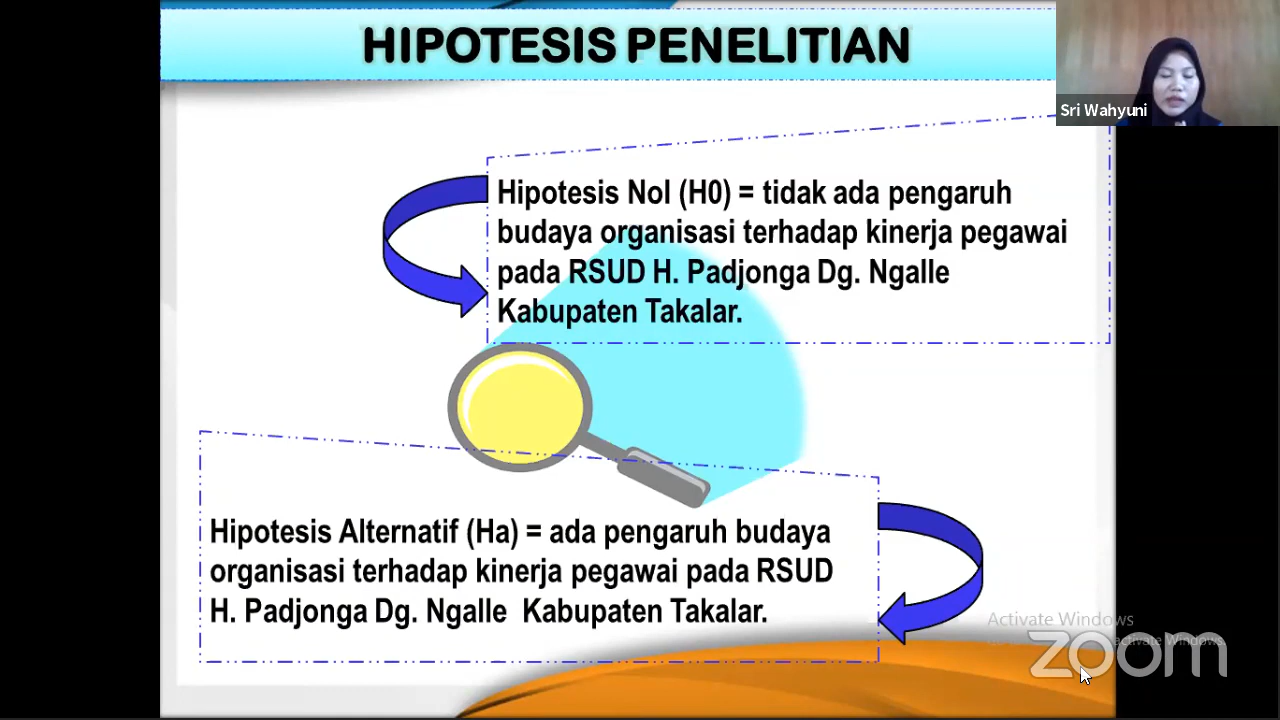 HIPOTESIS PENELITIAN
Sri Wahyuni
Hipotesis Nol (H0) = tidak ada pengaruh
budaya organisasi terhadap kinerja pegawai
pada RSUD H. Padjonga Dg. Ngalle
Kabupaten Takalar.
Hipotesis Alternatif (Ha) = ada pengaruh budaya
organisasi terhadap kinerja pegawai pada RSUD
H. Padjonga Dg. Ngalle Kabupaten Takalar.
Activate Windows
activate Windows.
zoom